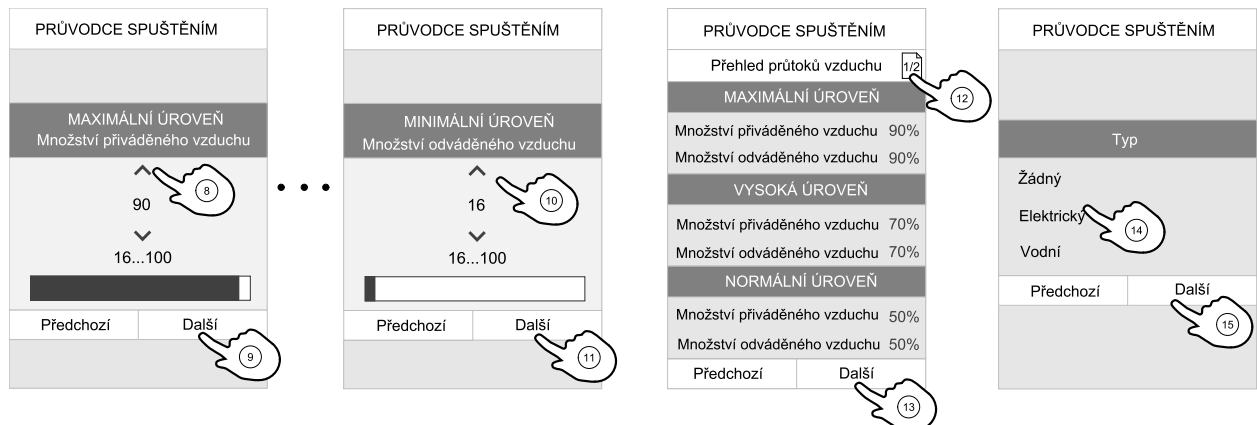 PRŮVODCE SPUŠTĚNÍM
MAXIMÁLNÍ ÚROVEŇ
Množství přiváděného vzduchu
8
90
16...100
Předchozí Další
9
• • •
PRŮVODCE SPUŠTĚNÍM
MINIMÁLNÍ ÚROVEŇ
Množství odváděného vzduchu
10
16
16...100
Předchozí Další
11
PRŮVODCE SPUŠTĚNÍM
Přehled průtoků vzduchu 1/2
12
MAXIMÁLNÍ ÚROVEŇ
Množství přiváděného vzduchu 90%
Množství odváděného vzduchu 90%
VYSOKÁ ÚROVEŇ
Množství přiváděného vzduchu 70%
Množství odváděného vzduchu 70%
NORMÁLNÍ ÚROVEŇ
Množství přiváděného vzduchu 50%
Množství odváděného vzduchu 50%
Předchozí Další
13
PRŮVODCE SPUŠTĚNÍM
Typ
Žádný
Elektrický
14
Vodní
Předchozí Další
15